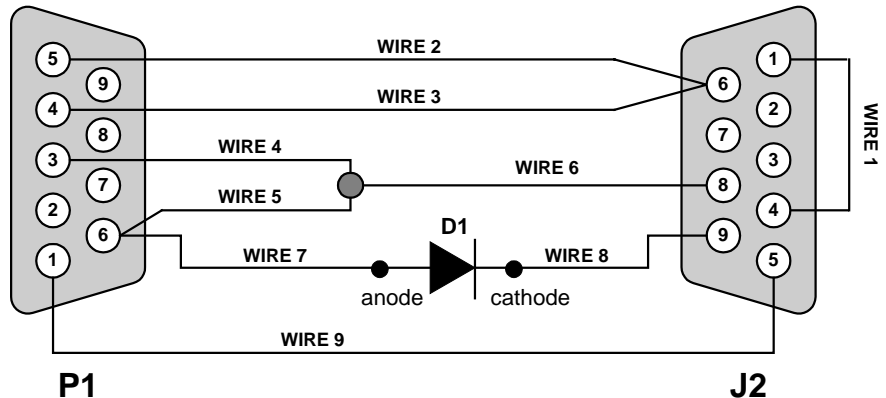 WIRE 2
5
9
4
8
3
7
2
6
1
WIRE 3
WIRE 4
WIRE 5
WIRE 6
D1
WIRE 7
WIRE 8
anode
cathode
WIRE 9
1
6
2
7
3
8
4
9
5
WIRE 1
P1
J2